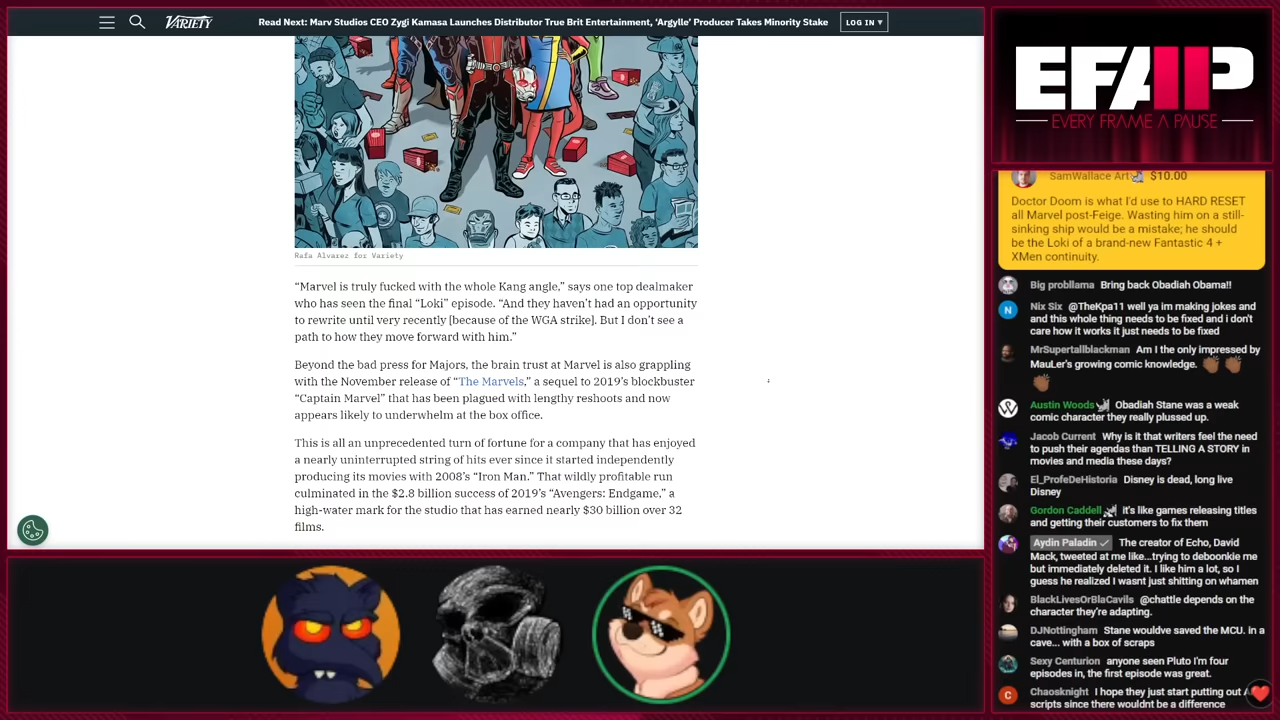 VARIETY
Read Next: Marv Studios CEO Zygi Kamasa Launches Distributor True Brit Entertainment, ‘Argylle’ Producer Takes Minority Stake
LOG IN ▾
Rafa Alvarez for Variety
“Marvel is truly fucked with the whole Kang angle,” says one top dealmaker
who has seen the final “Loki” episode. “And they haven’t had an opportunity
to rewrite until very recently [because of the WGA strike]. But I don’t see a
path to how they move forward with him.”
Beyond the bad press for Majors, the brain trust at Marvel is also grappling
with the November release of “The Marvels,” a sequel to 2019’s blockbuster
“Captain Marvel” that has been plagued with lengthy reshoots and now
appears likely to underwhelm at the box office.
This is all an unprecedented turn of fortune for a company that has enjoyed
a nearly uninterrupted string of hits ever since it started independently
producing its movies with 2008’s “Iron Man.” That wildly profitable run
culminated in the $2.8 billion success of 2019’s “Avengers: Endgame,” a
high-water mark for the studio that has earned nearly $30 billion over 32
films.
EFAP
EVERY FRAME A PAUSE
SamWallace Art $10.00
Doctor Doom is what I'd use to HARD RESET
all Marvel post-Feige. Wasting him on a still-
sinking ship would be a mistake; he should
be the Loki of a brand-new Fantastic 4 +
XMen continuity.
Big probllama Bring back Obadiah Obama!!
Nix Six @TheKpa11 well ya im making jokes and
and this whole thing needs to be fixed and i don't
care how it works it just needs to be fixed
MrSupertallblackman Am I the only impressed by
MauLer's growing comic knowledge. 👏🏾 👏🏾
👏🏾
Austin Woods Obadiah Stane was a weak
comic character they really plussed up.
Jacob Current Why is it that writers feel the need
to push their agendas than TELLING A STORY in
movies and media these days?
El_ProfeDeHistoria Disney is dead, long live
Disney
Gordon Caddell it's like games releasing titles
and getting their customers to fix them
Aydin Paladin ✓ The creator of Echo, David
Mack, tweeted at me like...trying to deboonkie me
but immediately deleted it. I like him a lot, so I
guess he realized I wasnt just shitting on whamen
BlackLivesOrBlaCavils @chattle depends on the
character they're adapting.
DJNottingham Stane wouldve saved the MCU. in a
cave... with a box of scraps
Sexy Centurion anyone seen Pluto I'm four
episodes in, the first episode was great.
Chaosknight I hope they just start putting out
scripts since there wouldnt be a difference